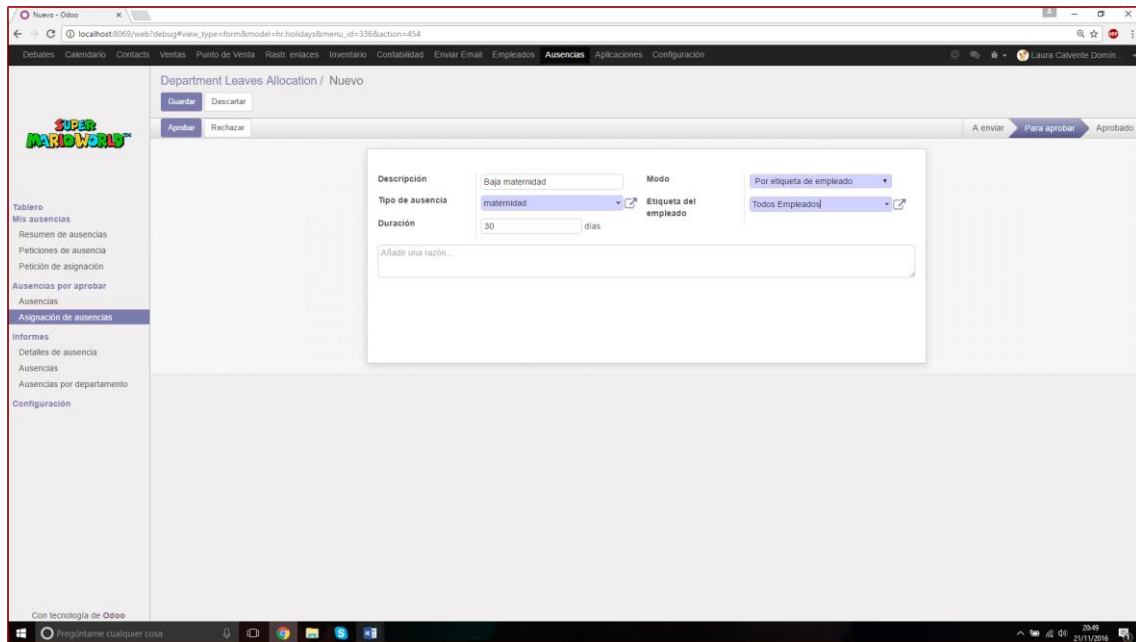 Nuevo - Odoo
localhost:8069/web?debug#view_type=form&model=hr.holidays&menu_id=336&action=454
Debates Calendario Contacts Ventas Punto de Venta Rastr. enlaces Inventario Contabilidad Enviar Email Empleados Ausencias Aplicaciones Configuración @ Laura Calvente Domín...
Department Leaves Allocation / Nuevo
Guardar Descartar
Aprobar Rechazar A enviar Para aprobar Aprobado
SUPER
MARIO WORLD™
Tablero
Mis ausencias
Resumen de ausencias
Peticiones de ausencia
Petición de asignación
Ausencias por aprobar
Ausencias
Asignación de ausencias
Informes
Detalles de ausencia
Ausencias
Ausencias por departamento
Configuración
Descripción Baja maternidad Modo Por etiqueta de empleado
Tipo de ausencia maternidad Etiqueta del empleado Todos Empleados
Duración 30 días
Añadir una razón...
Con tecnología de Odoo
Pregúntame cualquier cosa
20:49
21/11/2016